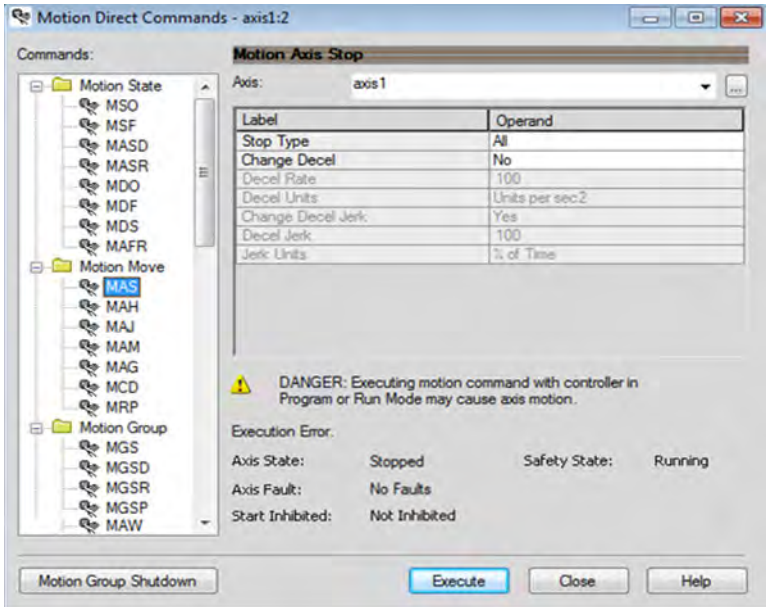 Motion Direct Commands - axis1:2
Commands:
Motion State
MSO
MSF
MASD
MASR
MDO
MDF
MDS
MAFR
Motion Move
MAS
MAH
MAJ
MAM
MAG
MCD
MRP
Motion Group
MGS
MGSD
MGSR
MGSP
MAW
Motion Axis Stop
Axis: axis1 ...
Label Operand
Stop Type All
Change Decel No
Decel Rate 100
Decel Units Units per sec2
Change Decel Jerk Yes
Decel Jerk 100
Jerk Units % of Time
DANGER: Executing motion command with controller in
Program or Run Mode may cause axis motion.
Execution Error.
Axis State: Stopped Safety State: Running
Axis Fault: No Faults
Start Inhibited: Not Inhibited
Motion Group Shutdown Execute Close Help